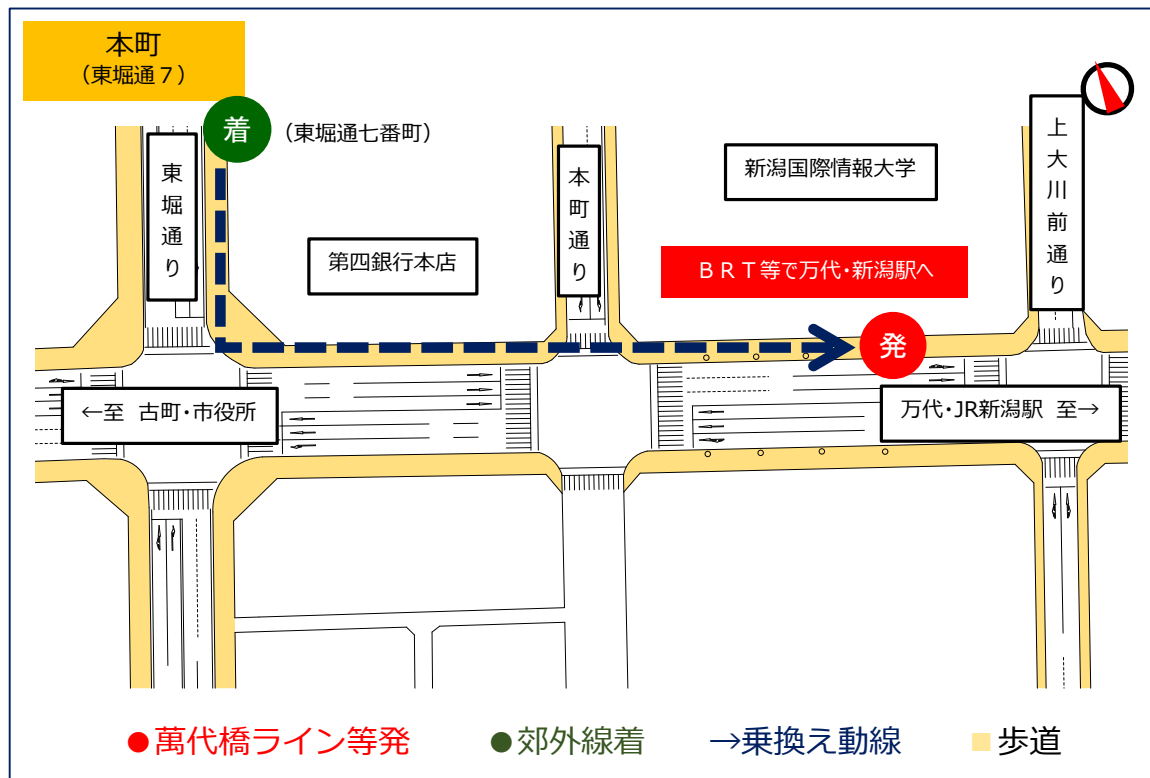 本町
（東堀通７）
着
（東堀通七番町）
東堀通り
第四銀行本店
本町通り
新潟国際情報大学
上大川前通り
ＢＲＴ等で万代・新潟駅へ
発
←至 古町・市役所
万代・JR新潟駅 至→
●萬代橋ライン等発
●郊外線着
→乗換え動線
■歩道